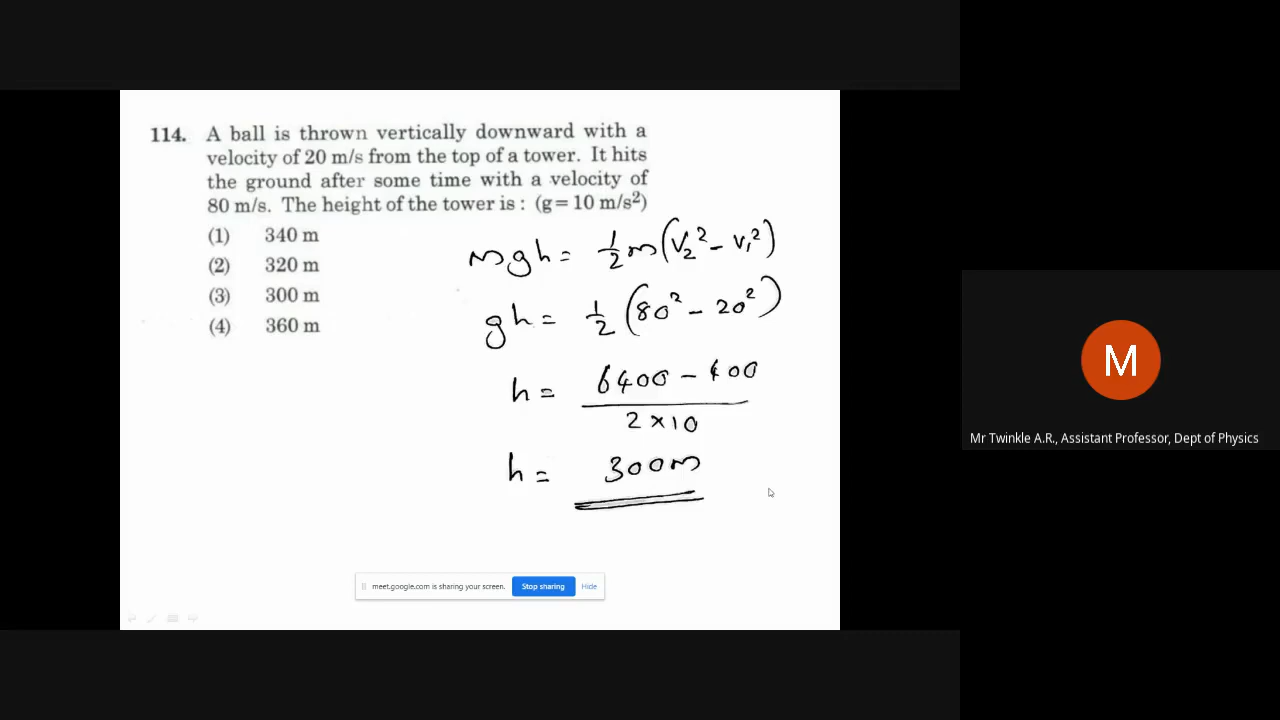 114. A ball is thrown vertically downward with a
velocity of 20 m/s from the top of a tower. It hits
the ground after some time with a velocity of
80 m/s. The height of the tower is : (g = 10 m/s²)
(1) 340 m
(2) 320 m
(3) 300 m
(4) 360 m
mgh = 1/2 m(V₂² - V₁²)
gh = 1/2 (80² - 20²)
h = 6400 - 400 / 2 × 10
h = 300m
meet.google.com is sharing your screen. Stop sharing Hide
M
Mr Twinkle A.R., Assistant Professor, Dept of Physics